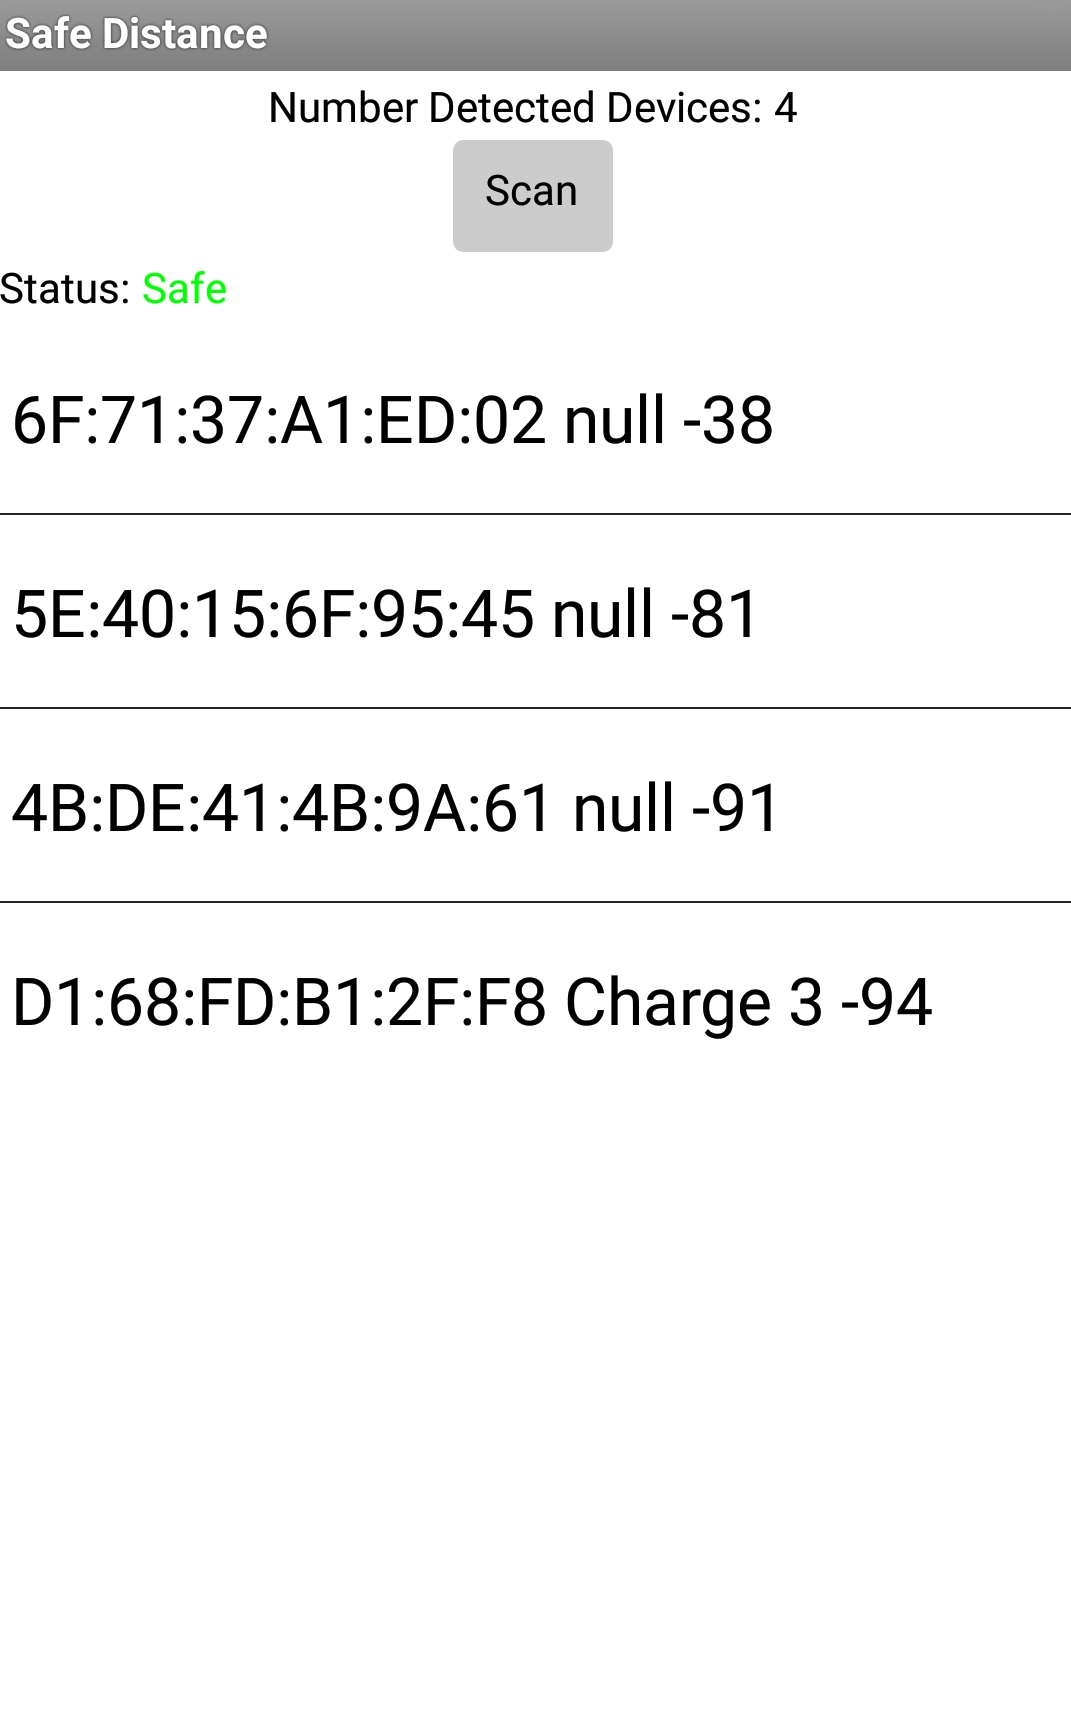 Safe Distance
Number Detected Devices: 4
Scan
Status: Safe
6F:71:37:A1:ED:02 null -38
5E:40:15:6F:95:45 null -81
4B:DE:41:4B:9A:61 null -91
D1:68:FD:B1:2F:F8 Charge 3 -94